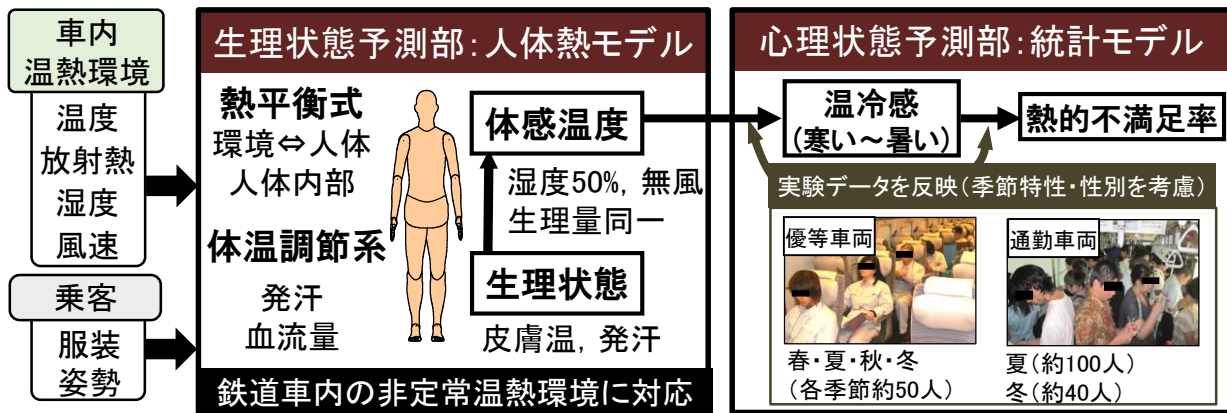 車内
温熱環境
温度
放射熱
湿度
風速
乗客
服装
姿勢
生理状態予測部:人体熱モデル
熱平衡式
環境⇔人体
人体内部
体温調節系
発汗
血流量
体感温度
湿度50%, 無風
生理量同一
生理状態
皮膚温, 発汗
鉄道車内の非定常温熱環境に対応
心理状態予測部:統計モデル
温冷感
(寒い~暑い)
熱的不満足率
実験データを反映(季節特性・性別を考慮)
優等車両
春・夏・秋・冬
(各季節約50人)
通勤車両
夏(約100人)
冬(約40人)